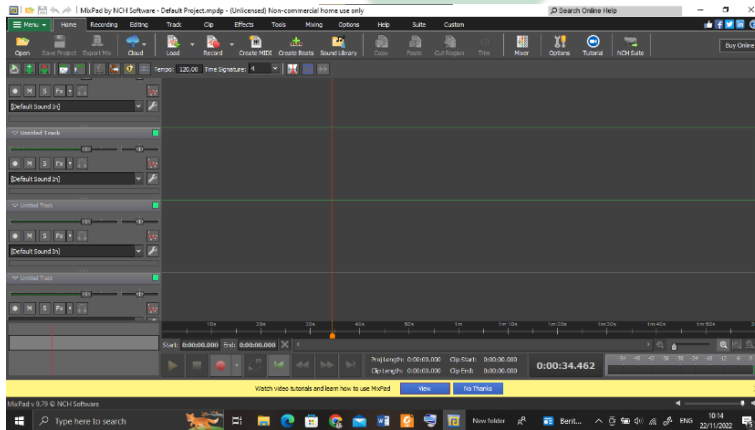 MixPad by NCH Software - Default Project.mpdp - (Unlicensed) Non-commercial home use only
Search Online Help
Menu Home Recording Editing Track Clip Effects Tools Mixing Options Help Suite Custom
Open Save Project Export Mix Cloud Load Record Create MIDI Create Beats Sound Library Copy Paste Cut Region Trim Mixer Options Tutorial NCH Suite Buy Online
Tempo: 120.00 Time Signature: 4
M S Fx
[Default Sound In]
Untitled Track
M S Fx
[Default Sound In]
Untitled Track
M S Fx
[Default Sound In]
Untitled Track
M S Fx
10s 20s 30s 40s 50s 1m 1m:10s 1m:20s 1m:30s 1m:40s 1m:50s
Start: 0:00:00.000 End: 0:00:00.000
Proj Length: 0:00:00.000 Clip Start: 0:00:00.000
Clip Length: 0:00:00.000 Clip End: 0:00:00.000
0:00:34.462
Watch video tutorials and learn how to use MixPad View No Thanks
MixPad v 9.79 © NCH Software
Type here to search
New folder
Berit...
ENG
10:14
22/11/2022